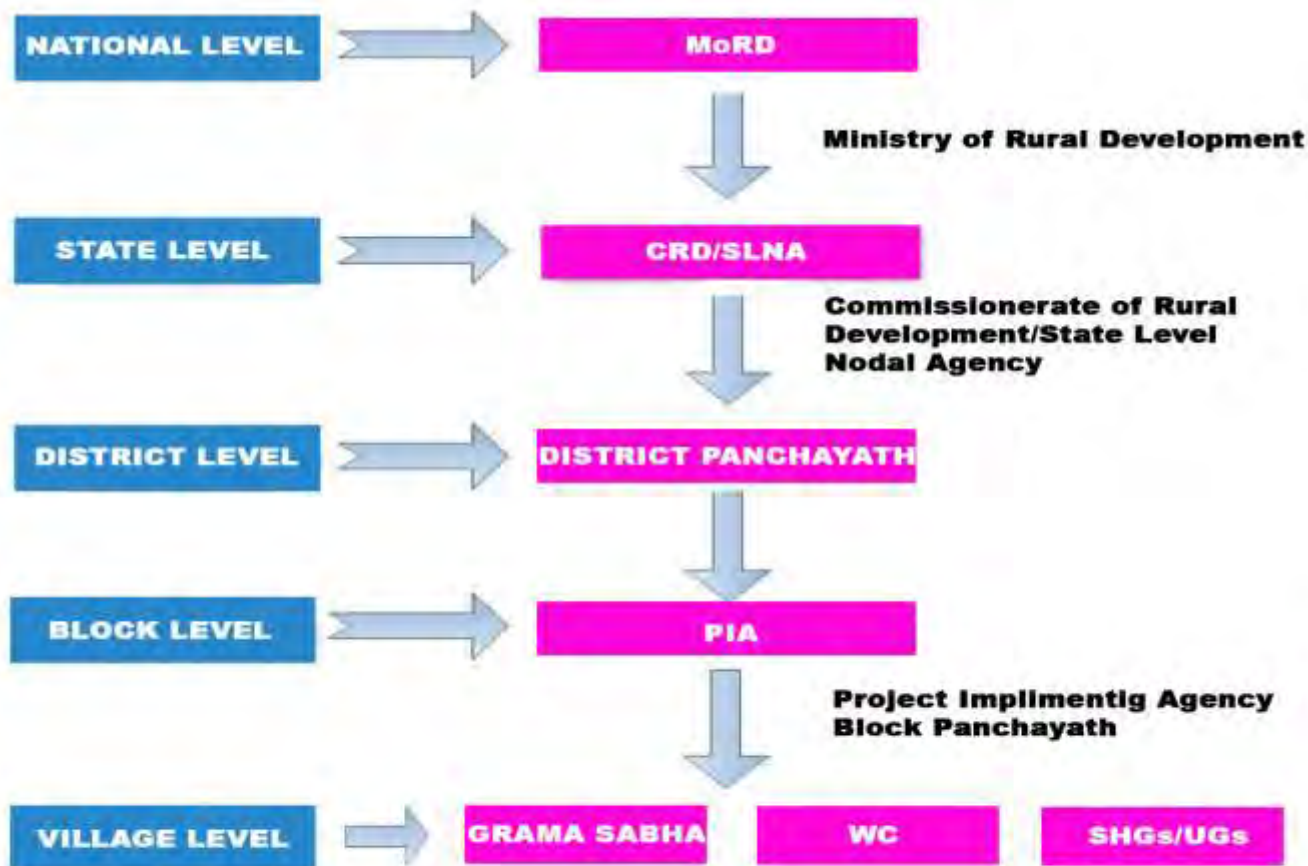 NATIONAL LEVEL
MoRD
Ministry of Rural Development
STATE LEVEL
CRD/SLNA
Commissionerate of Rural
Development/State Level
Nodal Agency
DISTRICT LEVEL
DISTRICT PANCHAYATH
BLOCK LEVEL
PIA
Project Implimentig Agency
Block Panchayath
VILLAGE LEVEL
GRAMA SABHA
WC
SHGs/UGs